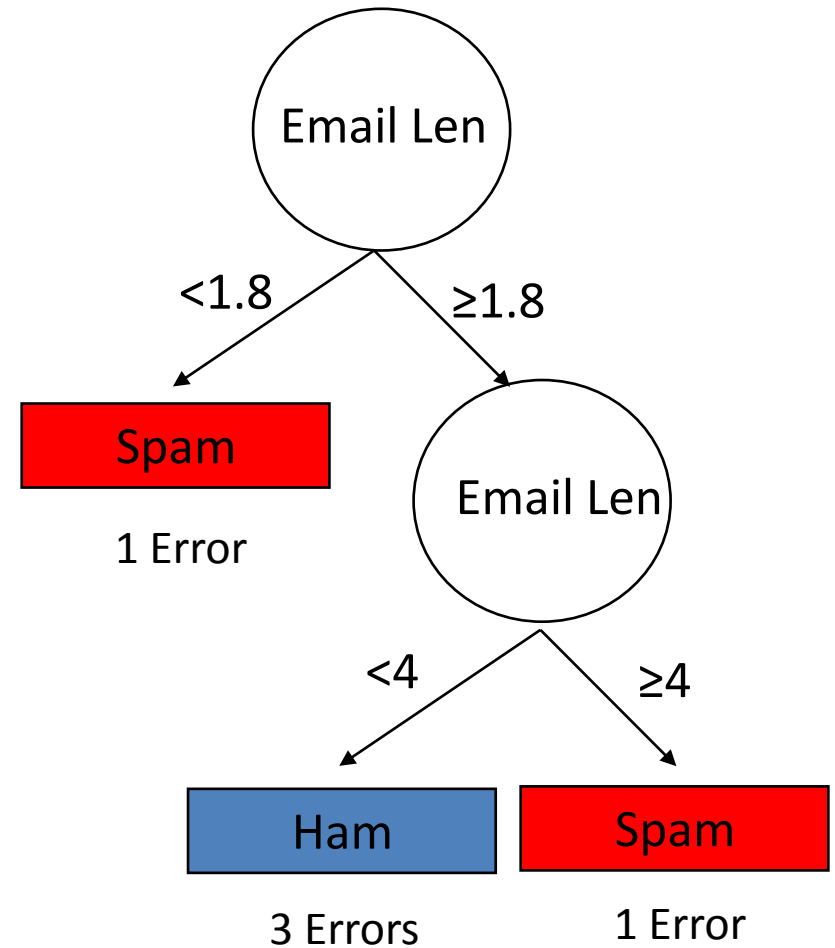 Email Len
<1.8
≥1.8
Spam
1 Error
Email Len
<4
≥4
Ham
Spam
3 Errors
1 Error